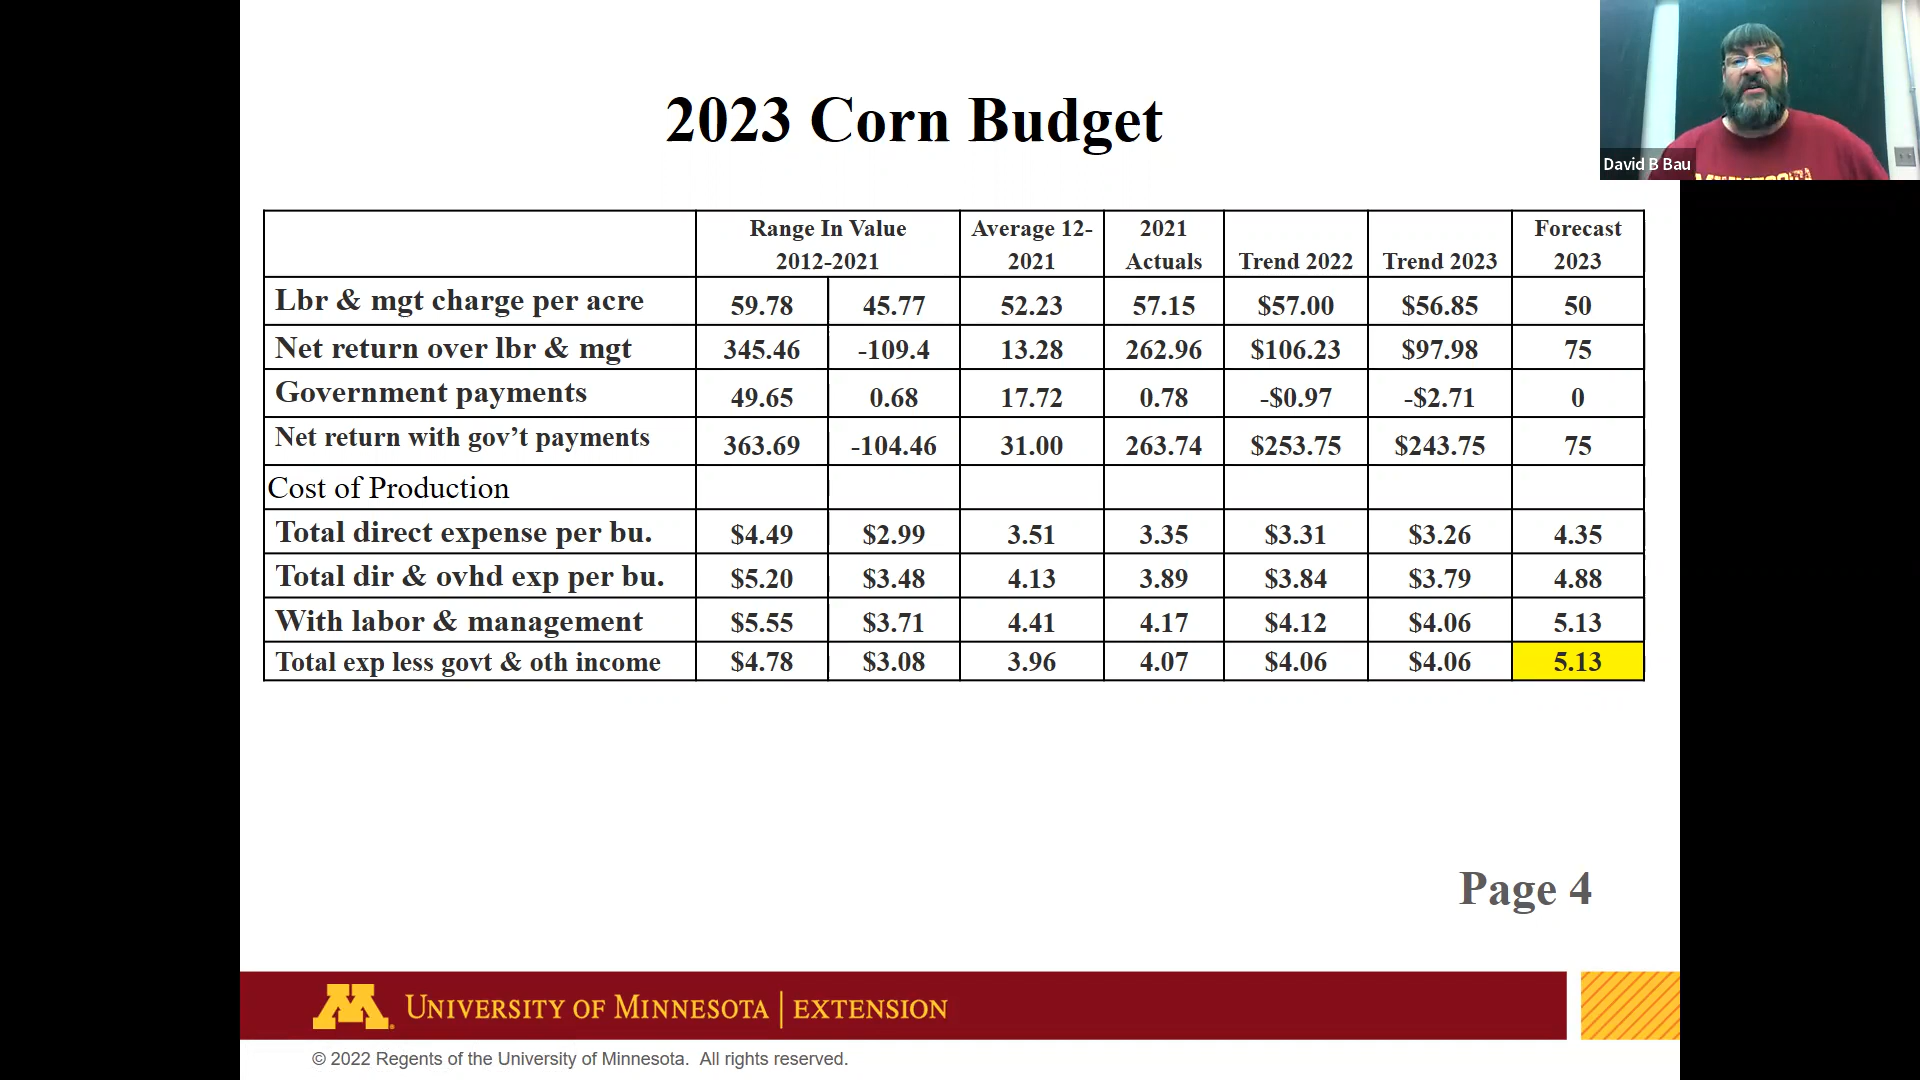 2023 Corn Budget
David B Bau
Range In Value 2012-2021 Average 12-2021 2021 Actuals Trend 2022 Trend 2023 Forecast 2023
Lbr & mgt charge per acre 59.78 45.77 52.23 57.15 $57.00 $56.85 50
Net return over lbr & mgt 345.46 -109.4 13.28 262.96 $106.23 $97.98 75
Government payments 49.65 0.68 17.72 0.78 -$0.97 -$2.71 0
Net return with gov’t payments 363.69 -104.46 31.00 263.74 $253.75 $243.75 75
Cost of Production
Total direct expense per bu. $4.49 $2.99 3.51 3.35 $3.31 $3.26 4.35
Total dir & ovhd exp per bu. $5.20 $3.48 4.13 3.89 $3.84 $3.79 4.88
With labor & management $5.55 $3.71 4.41 4.17 $4.12 $4.06 5.13
Total exp less govt & oth income $4.78 $3.08 3.96 4.07 $4.06 $4.06 5.13
Page 4
M UNIVERSITY OF MINNESOTA | EXTENSION
© 2022 Regents of the University of Minnesota. All rights reserved.